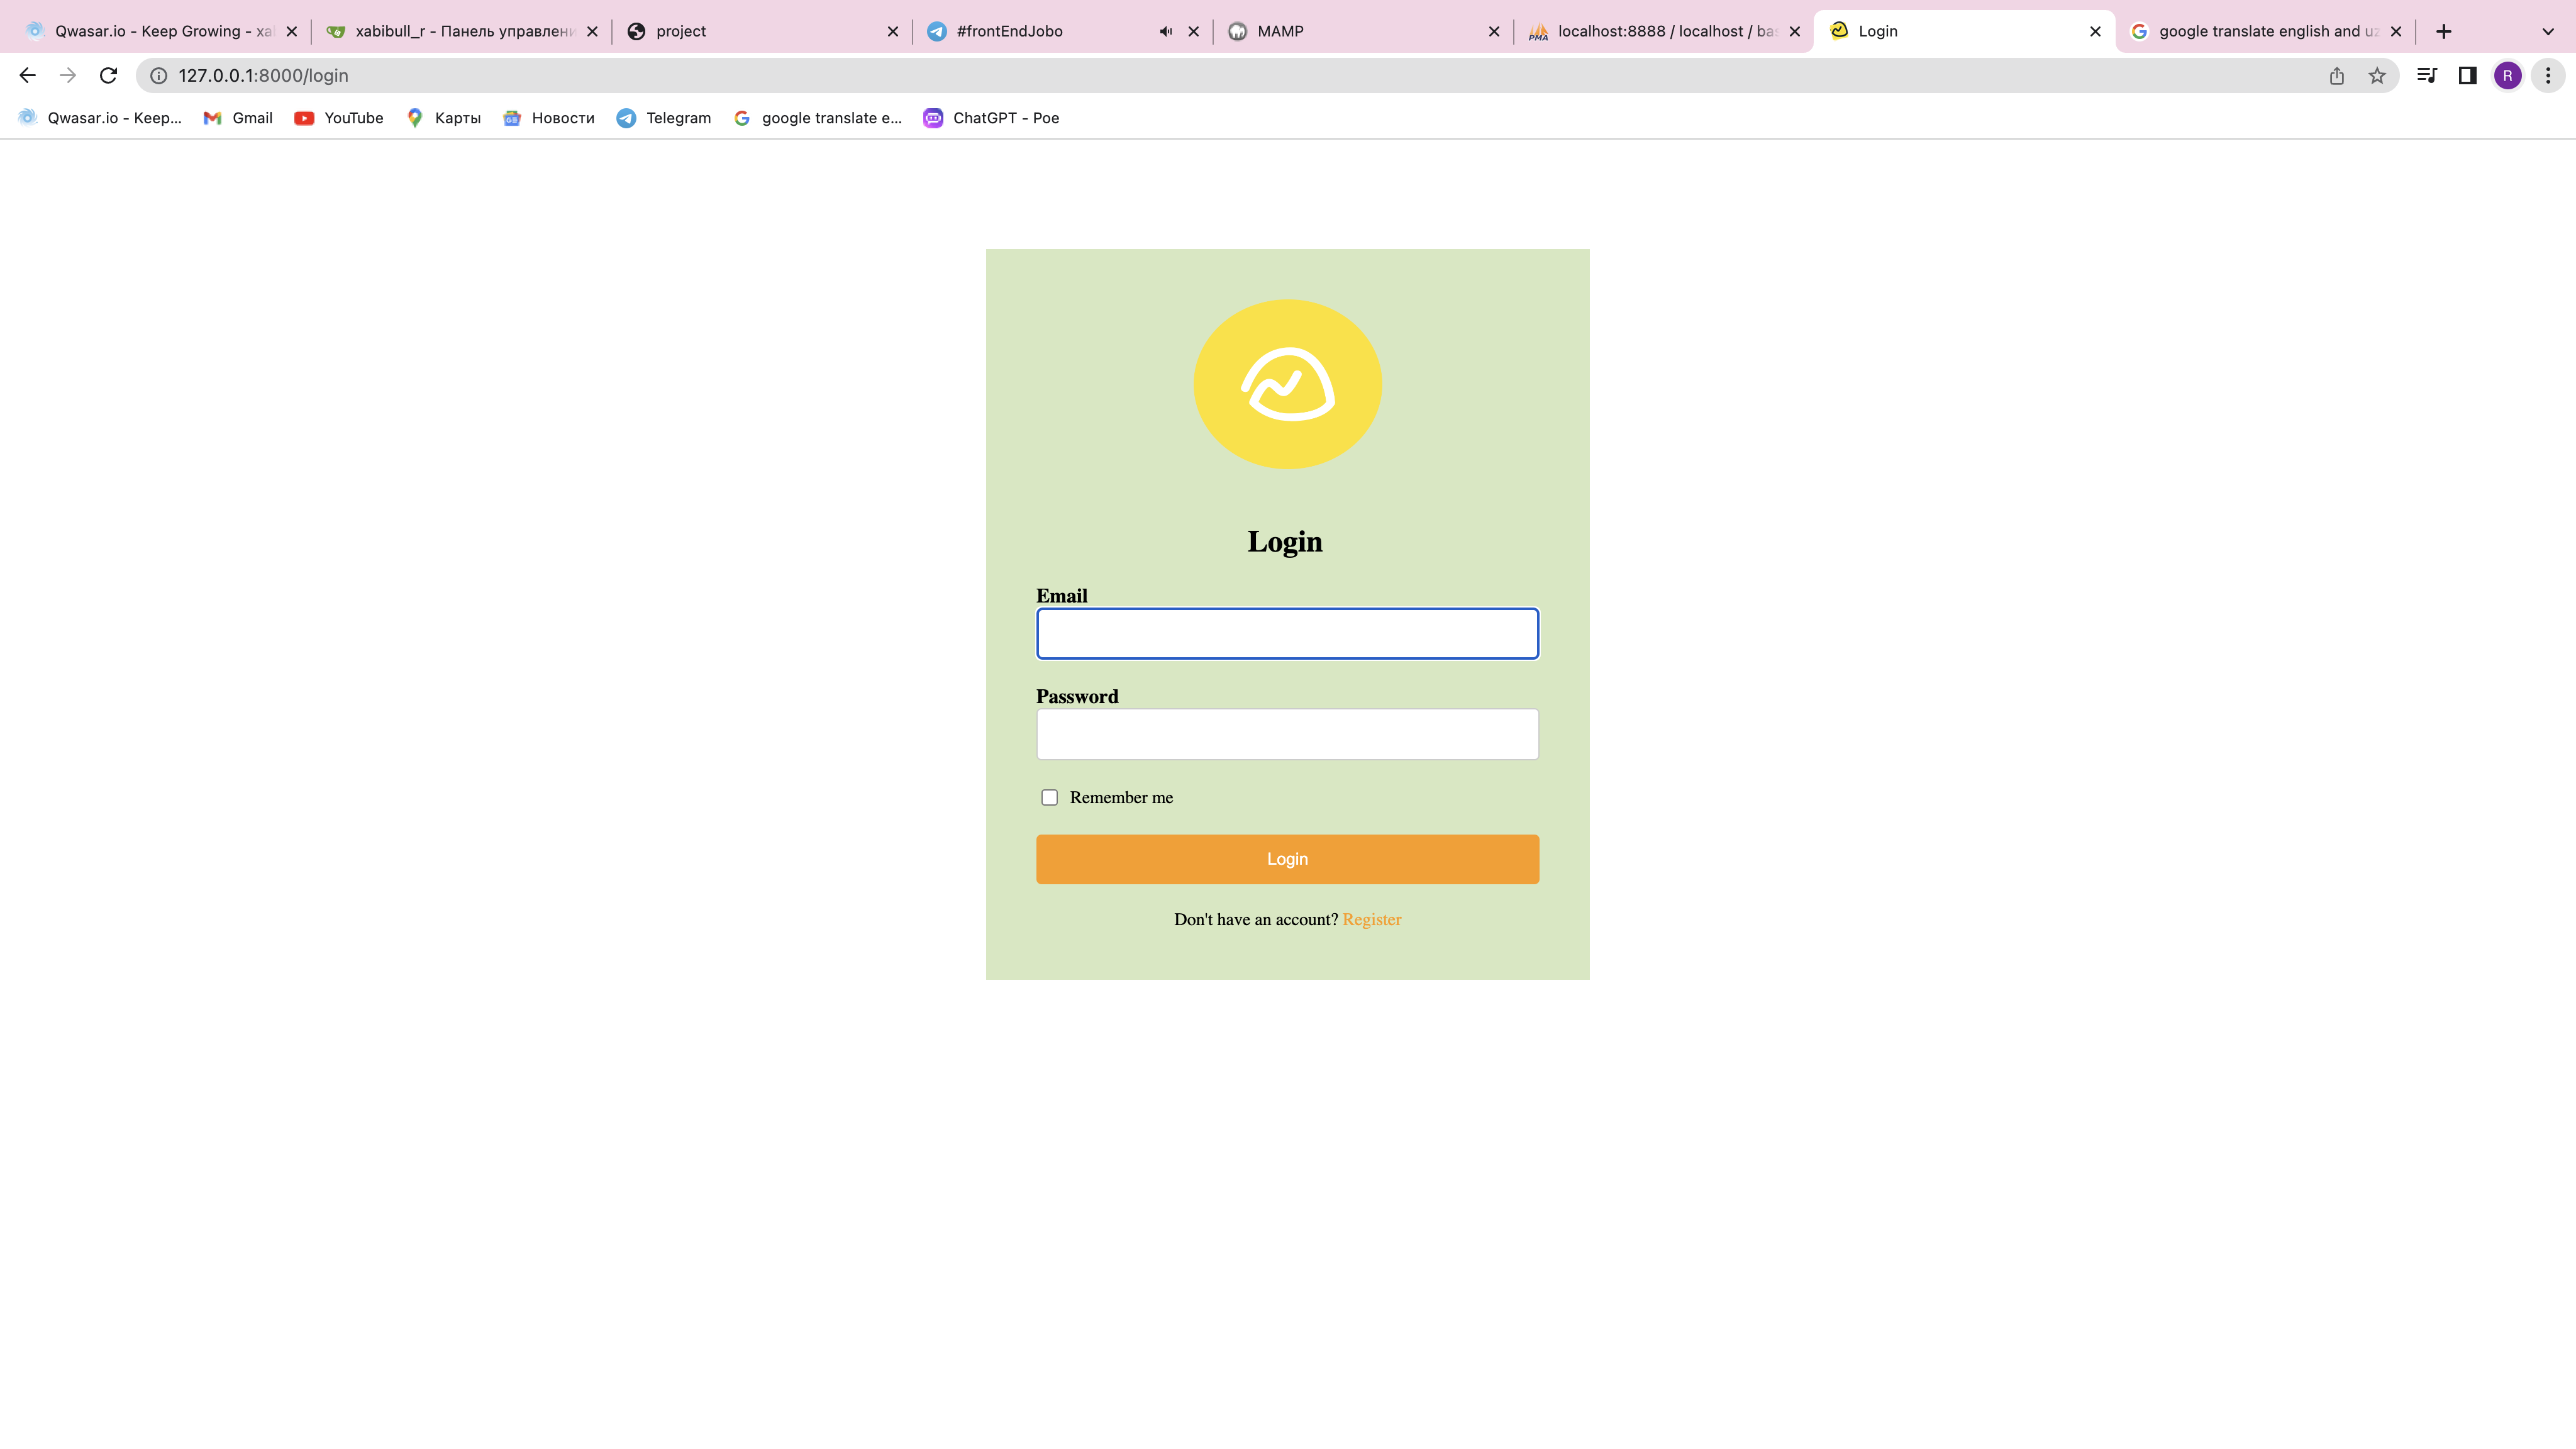 Qwasar.io - Keep Growing - xa
xabibull_r - Панель управлени
project
#frontEndJobo
MAMP
localhost:8888 / localhost / ba
Login
google translate english and uz
127.0.0.1:8000/login
R
Qwasar.io - Keep...
Gmail
YouTube
Карты
Новости
Telegram
google translate e...
ChatGPT - Poe
Login
Email
Password
Remember me
Login
Don't have an account? Register